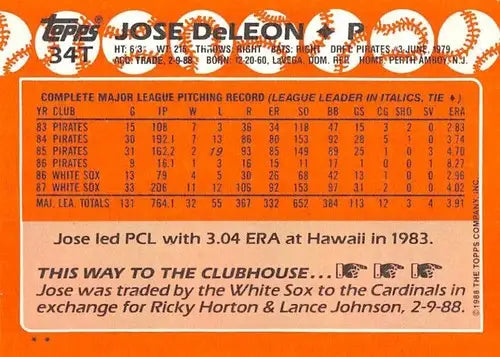 Topps
34T
JOSE DeLEON ♦ P
HT: 6'3" WT: 215 THROWS: RIGHT BATS: RIGHT DRFT: PIRATES #3-JUNE, 1979
ACQ: TRADE, 2-9-88 BORN: 12-20-60, LaVEGA, DOM. REP. HOME: PERTH AMBOY, N.J.
COMPLETE MAJOR LEAGUE PITCHING RECORD (LEAGUE LEADER IN ITALICS, TIE ♦)
YR CLUB G IP W L R ER SO BB GS CG SHO SV ERA
83 PIRATES 15 108 7 3 36 34 118 47 15 3 2 0 2.83
84 PIRATES 30 192.1 7 13 86 80 153 92 28 5 1 0 3.74
85 PIRATES 31 162.2 2 19 93 85 149 89 25 1 0 3 4.70
86 PIRATES 9 16.1 1 3 16 15 11 17 1 0 0 1 8.27
86 WHITE SOX 13 79 4 5 30 26 68 42 13 1 0 0 2.96
87 WHITE SOX 33 206 11 12 106 92 153 97 31 2 0 0 4.02
MAJ. LEA. TOTALS 131 764.1 32 55 367 332 652 384 113 12 3 4 3.91
Jose led PCL with 3.04 ERA at Hawaii in 1983.
THIS WAY TO THE CLUBHOUSE...
Jose was traded by the White Sox to the Cardinals in
exchange for Ricky Horton & Lance Johnson, 2-9-88.
©1988 THE TOPPS COMPANY, INC.
* *